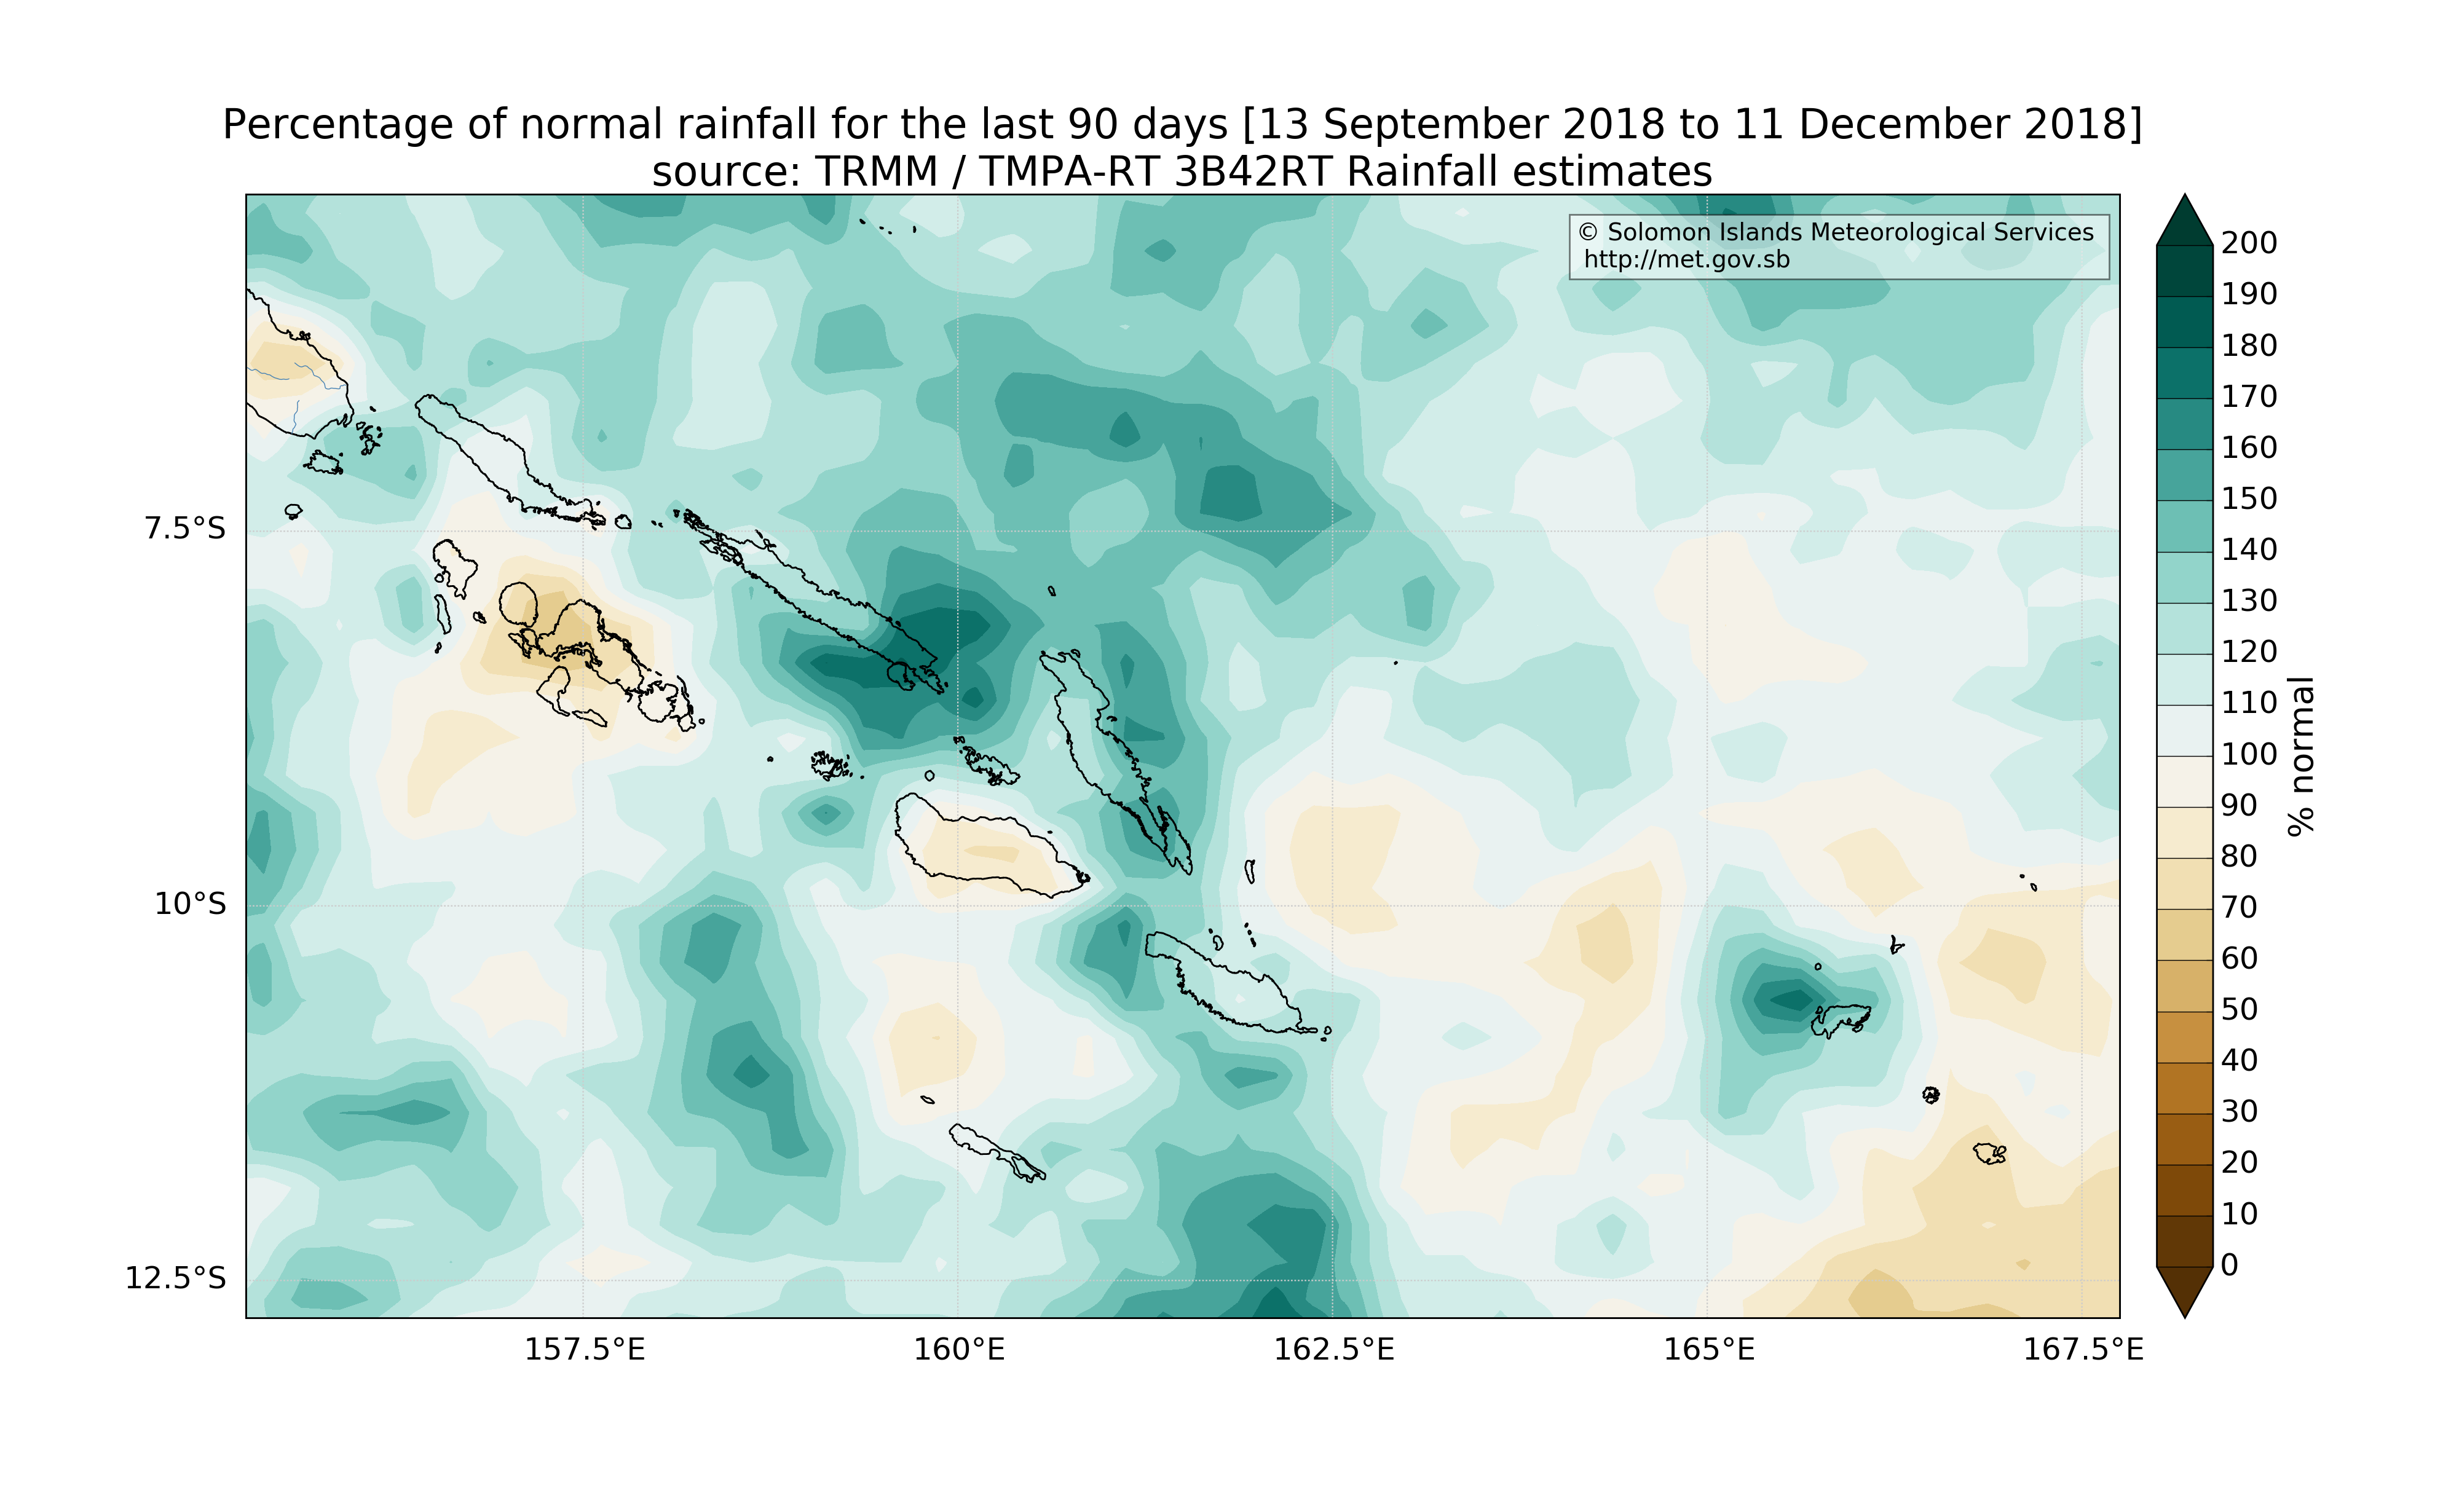 Percentage of normal rainfall for the last 90 days [13 September 2018 to 11 December 2018]
source: TRMM / TMPA-RT 3B42RT Rainfall estimates
© Solomon Islands Meteorological Services
http://met.gov.sb
7.5°S
10°S
12.5°S
157.5°E
160°E
162.5°E
165°E
167.5°E
200
190
180
170
160
150
140
130
120
110
100
90
80
70
60
50
40
30
20
10
0
% normal